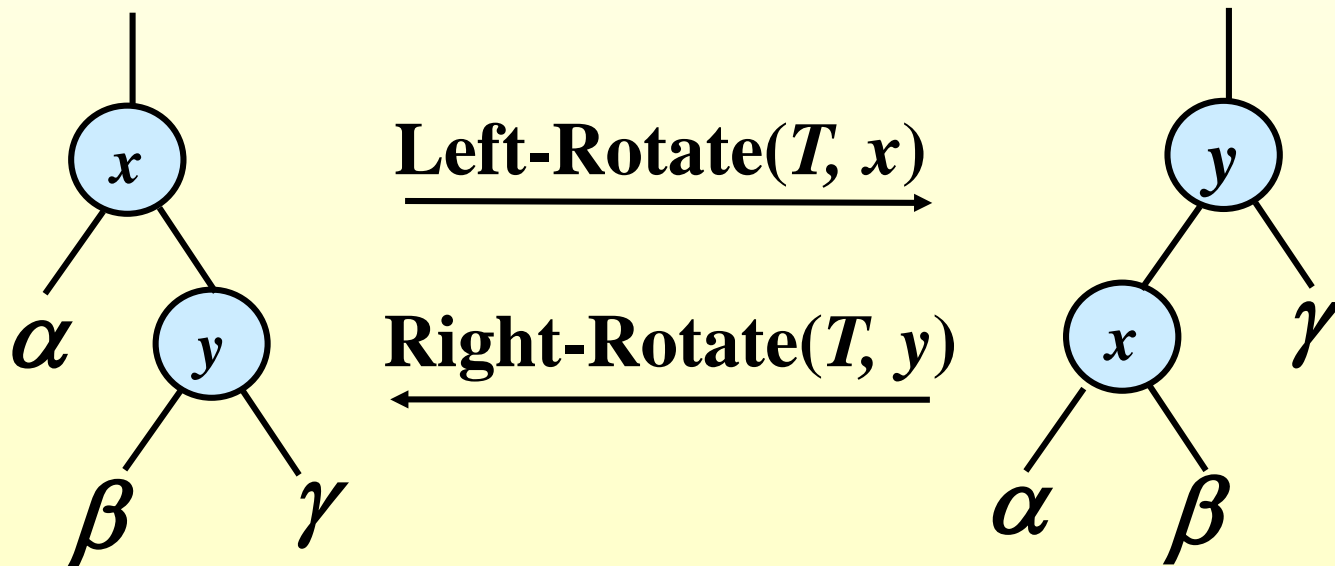 x
α
y
β
γ
Left-Rotate(T, x)
Right-Rotate(T, y)
y
x
γ
α
β